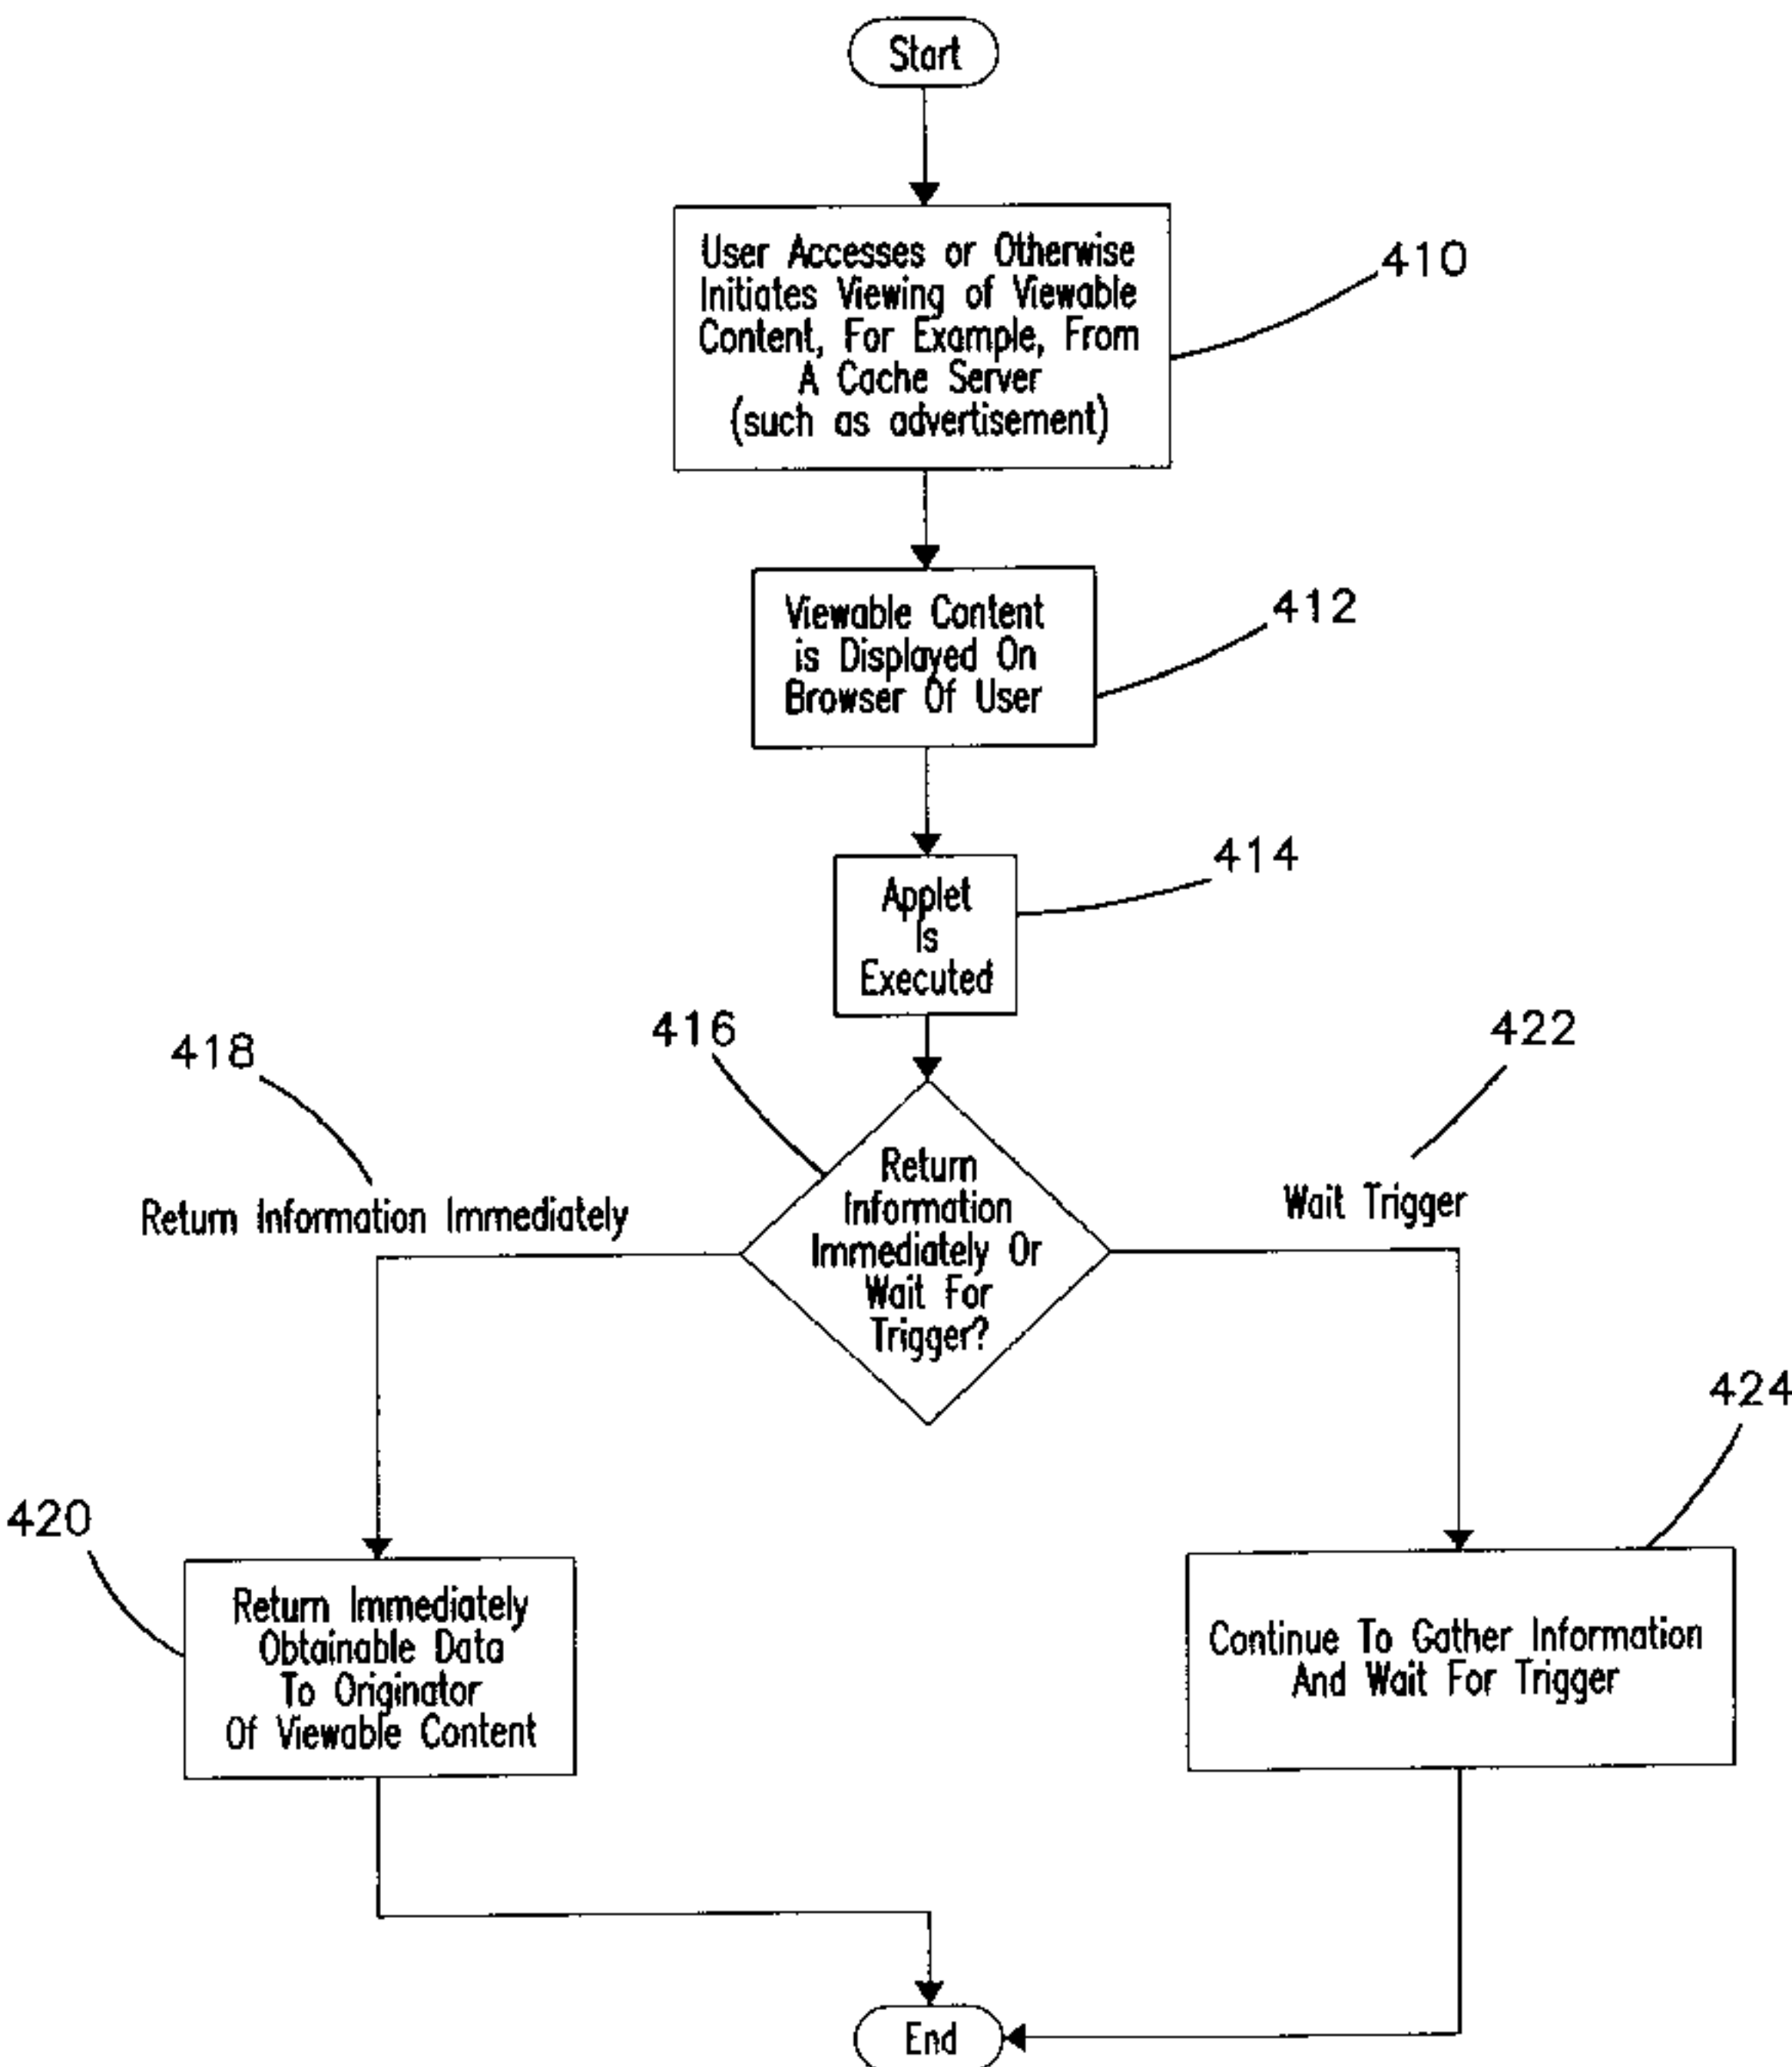 Start
User Accesses or Otherwise
Initiates Viewing of Viewable
Content, For Example, From
A Cache Server
(such as advertisement)
410
Viewable Content
is Displayed On
Browser Of User
412
Applet
Is
Executed
414
416
418
422
Return
Information
Immediately Or
Wait For
Trigger?
Return Information Immediately
Wait Trigger
424
420
Return Immediately
Obtainable Data
To Originator
Of Viewable Content
Continue To Gather Information
And Wait For Trigger
End